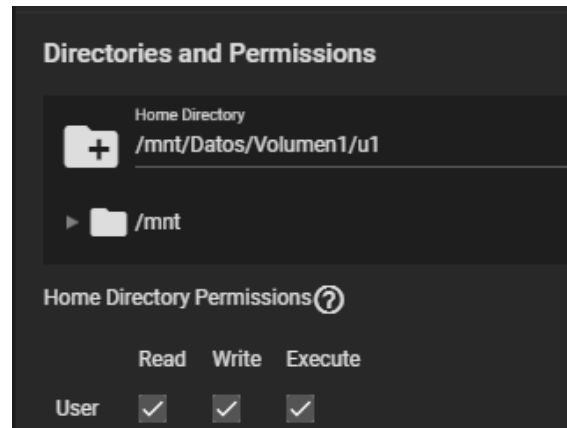 Directories and Permissions
Home Directory
/mnt/Datos/Volumen1/u1
/mnt
Home Directory Permissions?
Read Write Execute
User